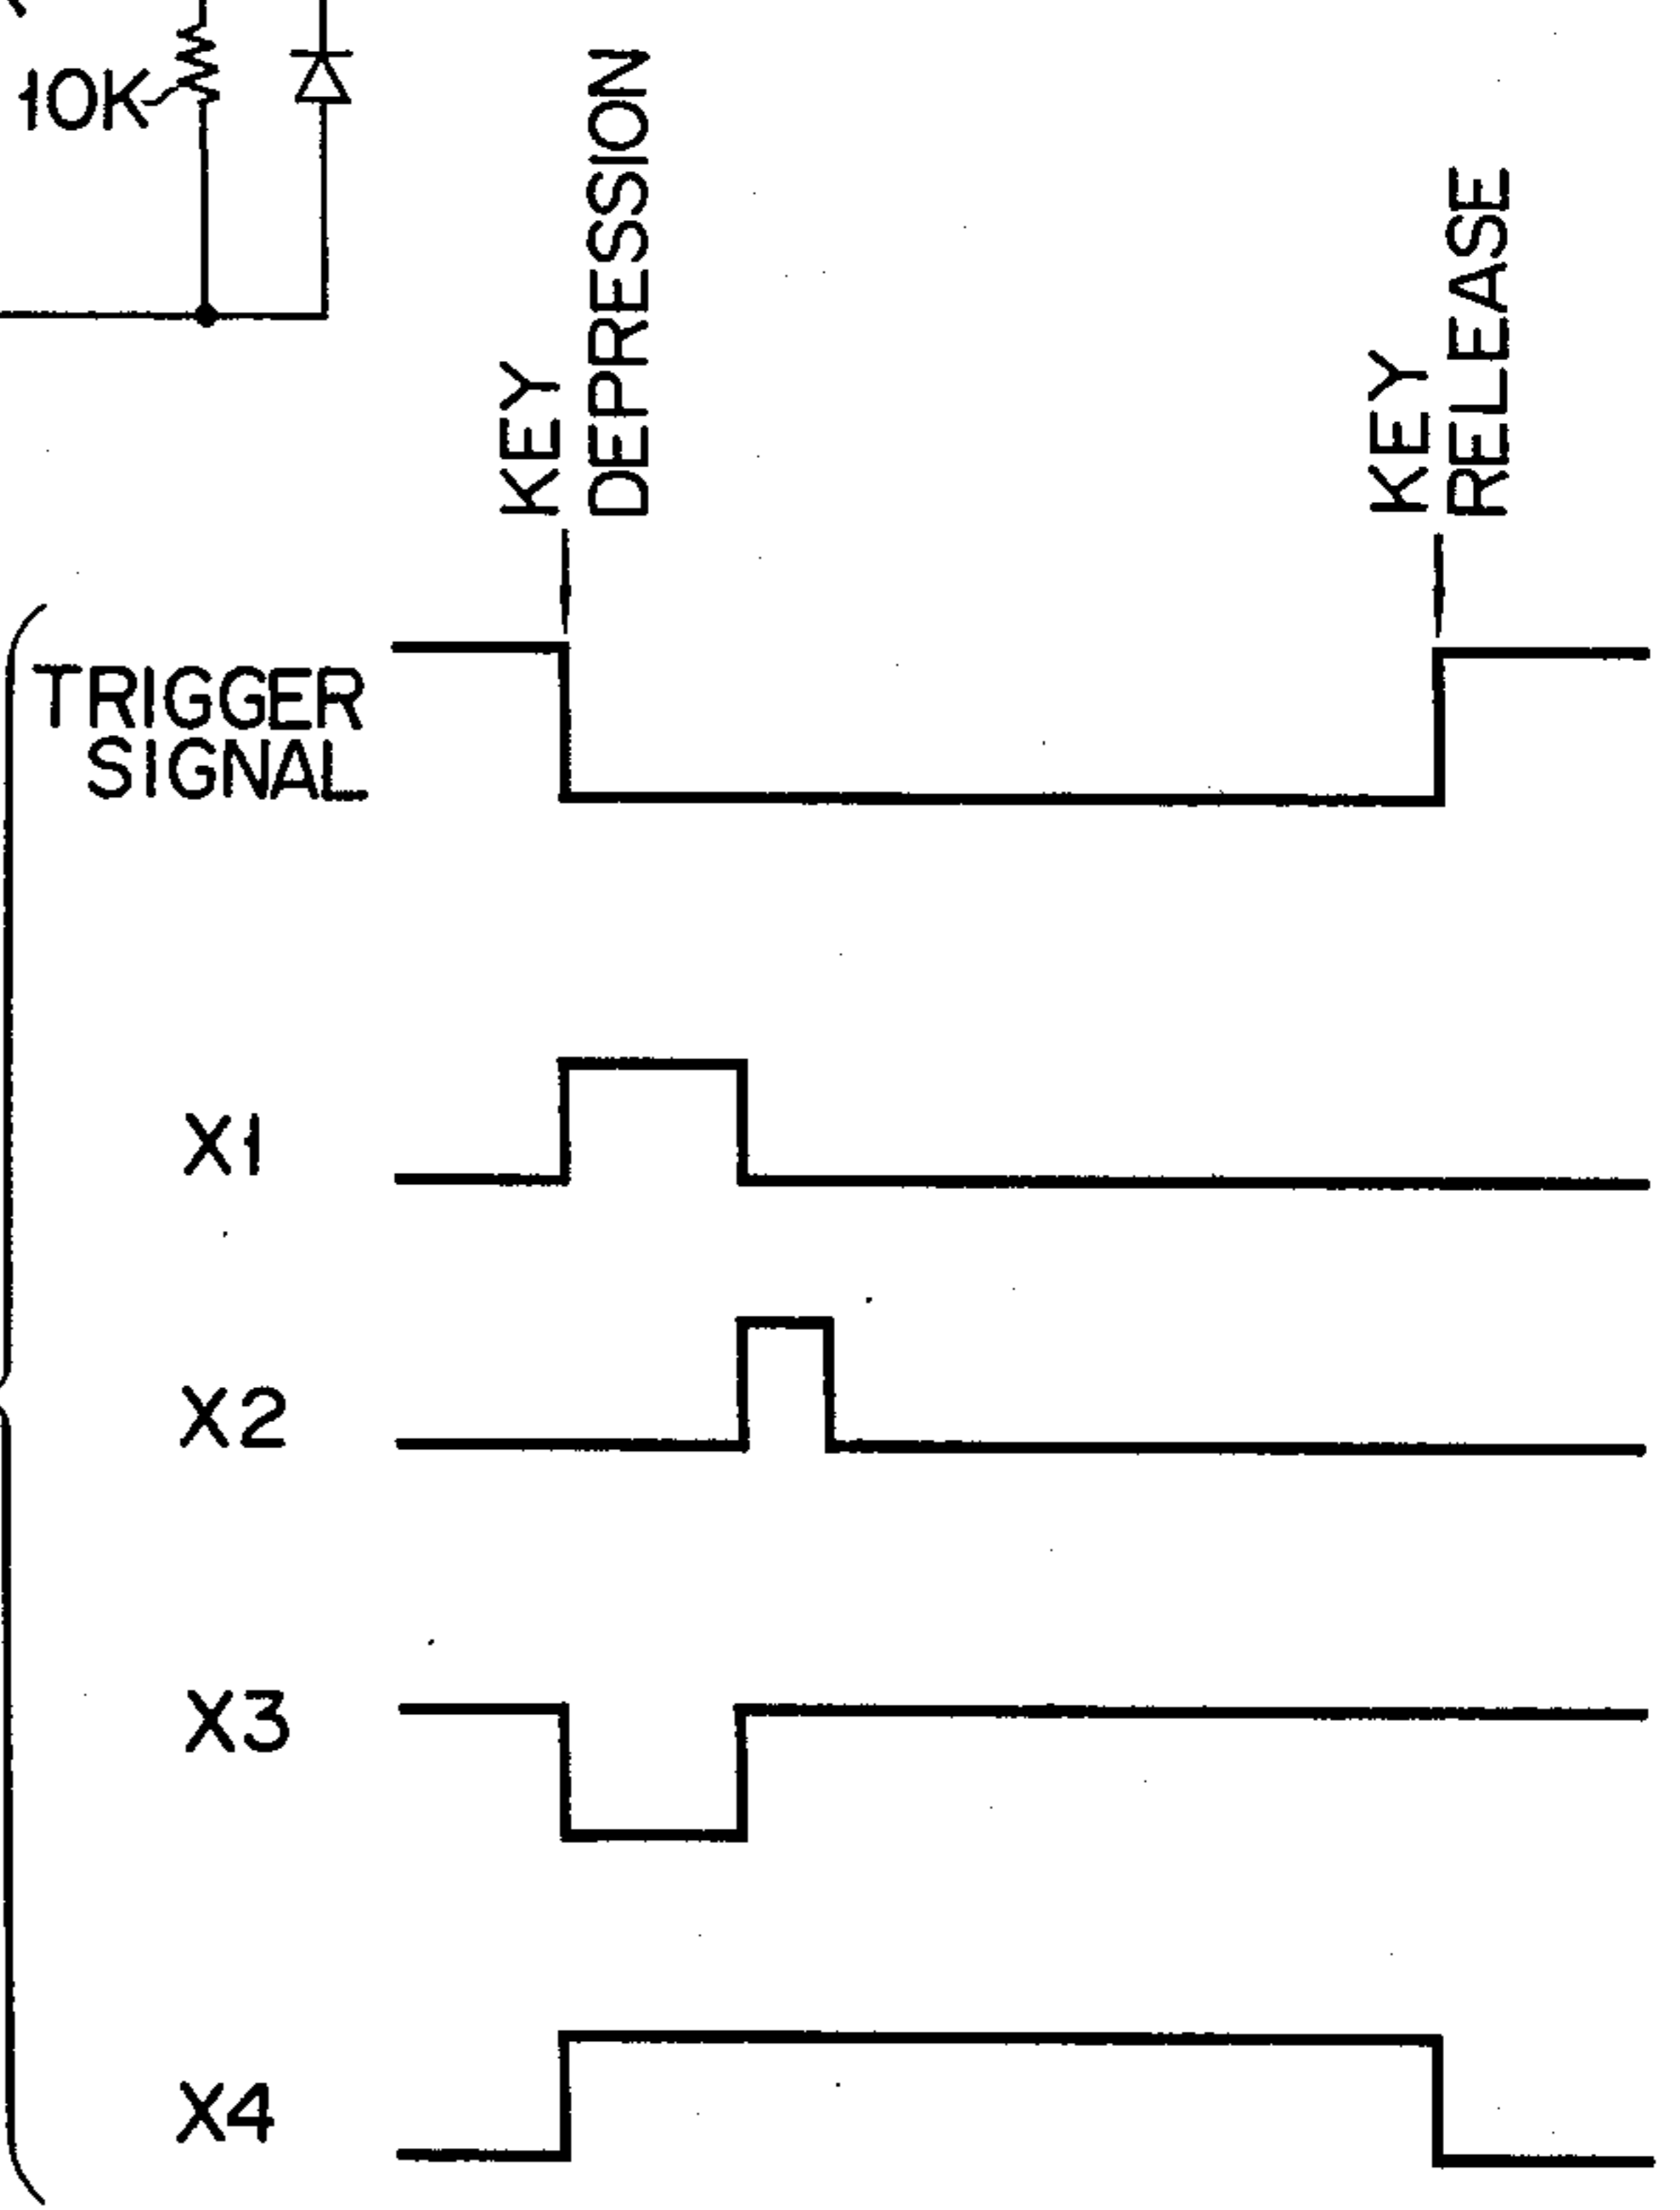 10K
KEY
DEPRESSION
KEY
RELEASE
TRIGGER
SIGNAL
X1
X2
X3
X4